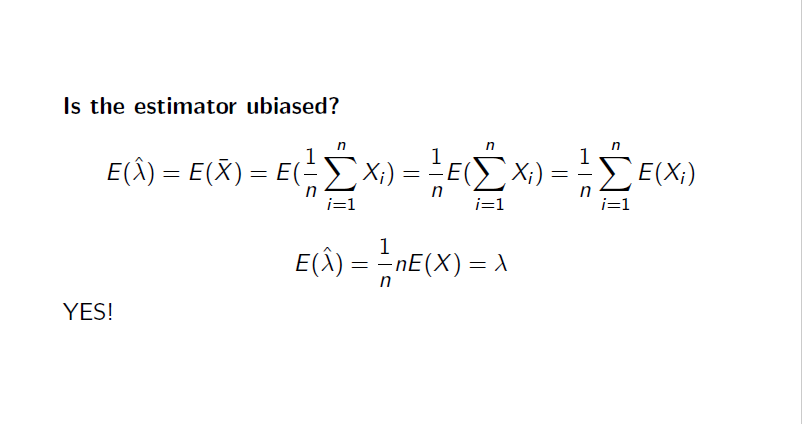 Is the estimator ubiased?
E(λ̂) = E(X̄) = E(1/n ∑_{i=1}^{n} X_i) = 1/n E(∑_{i=1}^{n} X_i) = 1/n ∑_{i=1}^{n} E(X_i)
E(λ̂) = 1/n nE(X) = λ
YES!